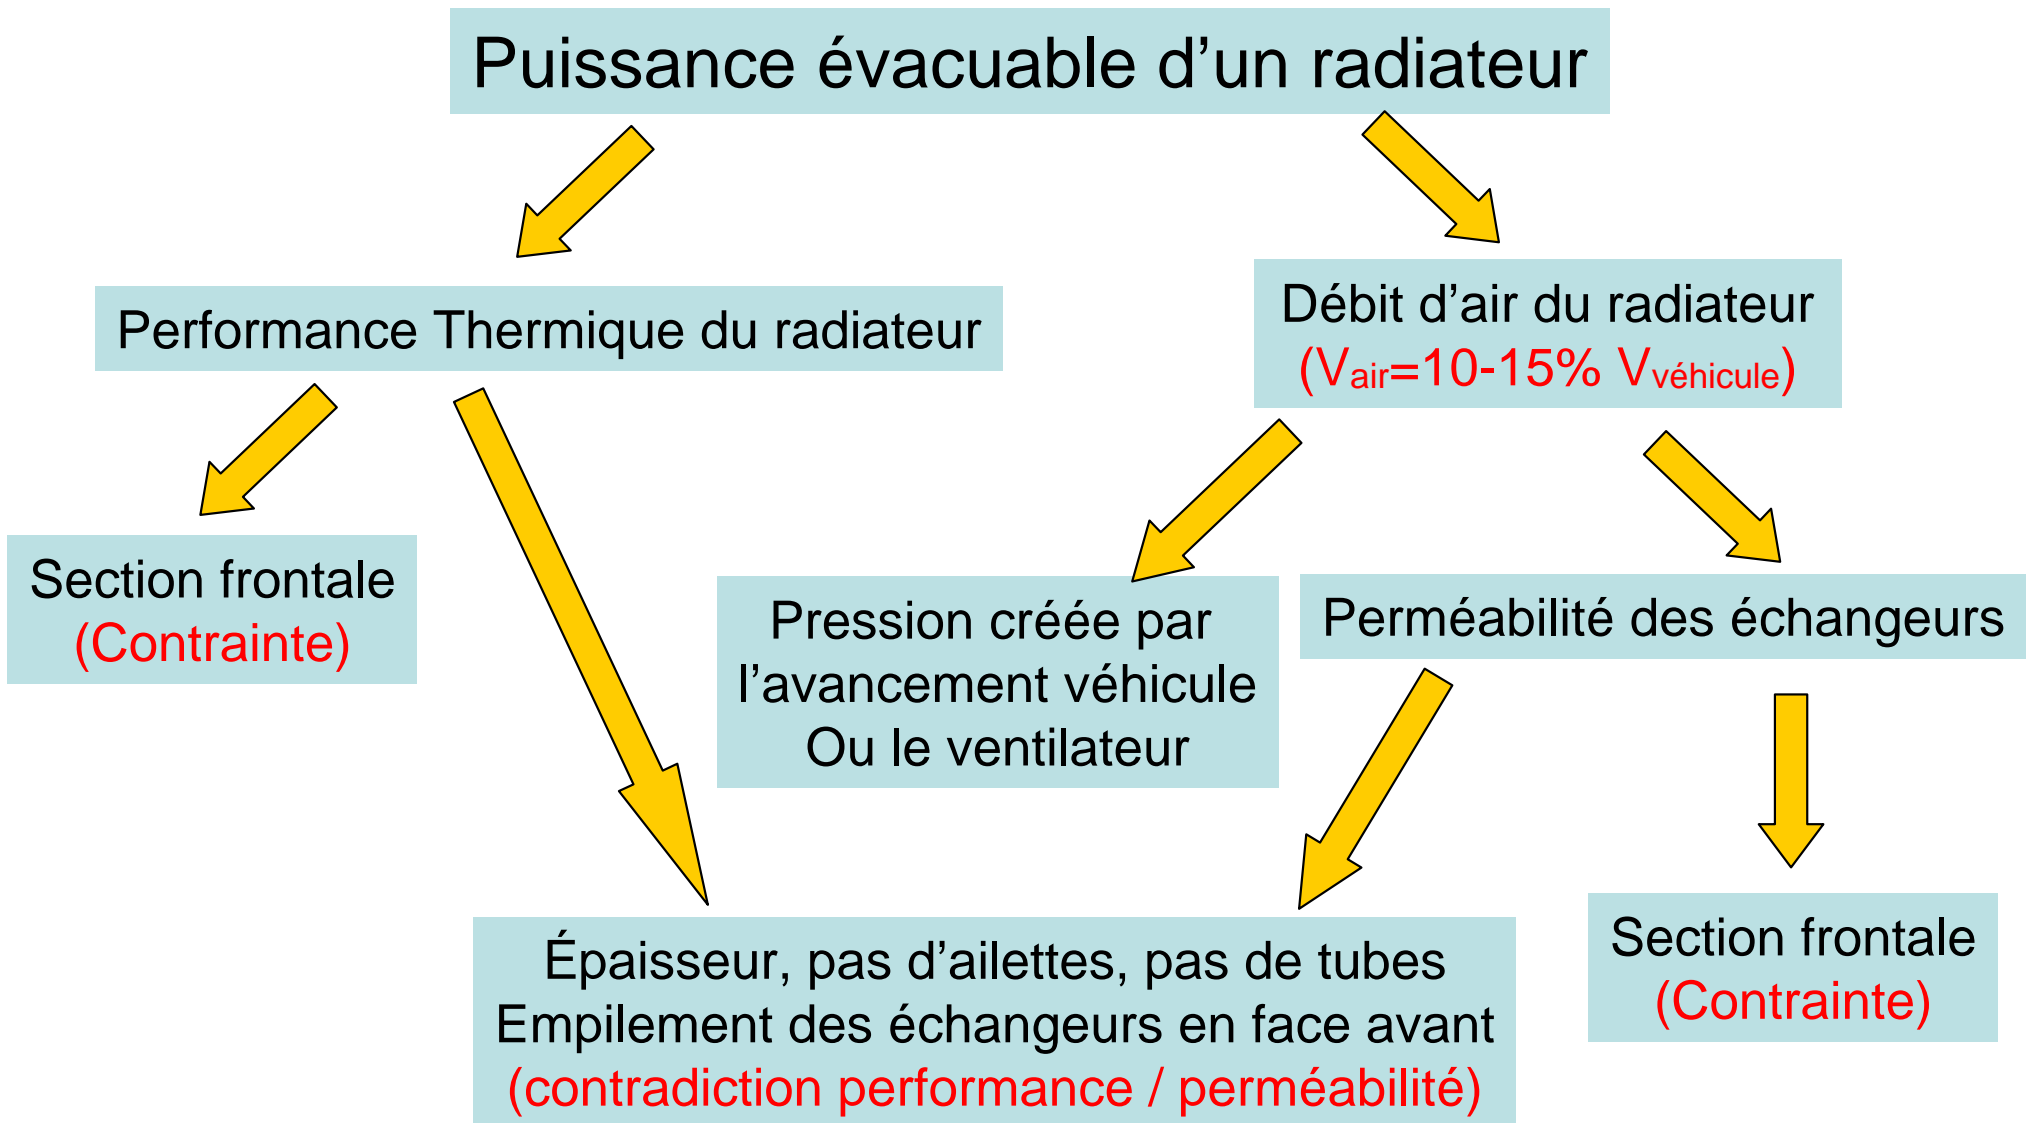 Puissance évacuable d’un radiateur
Performance Thermique du radiateur
Débit d’air du radiateur
(Vair=10-15% Vvéhicule)
Section frontale
(Contrainte)
Pression créée par
l’avancement véhicule
Ou le ventilateur
Perméabilité des échangeurs
Épaisseur, pas d’ailettes, pas de tubes
Empilement des échangeurs en face avant
(contradiction performance / perméabilité)
Section frontale
(Contrainte)